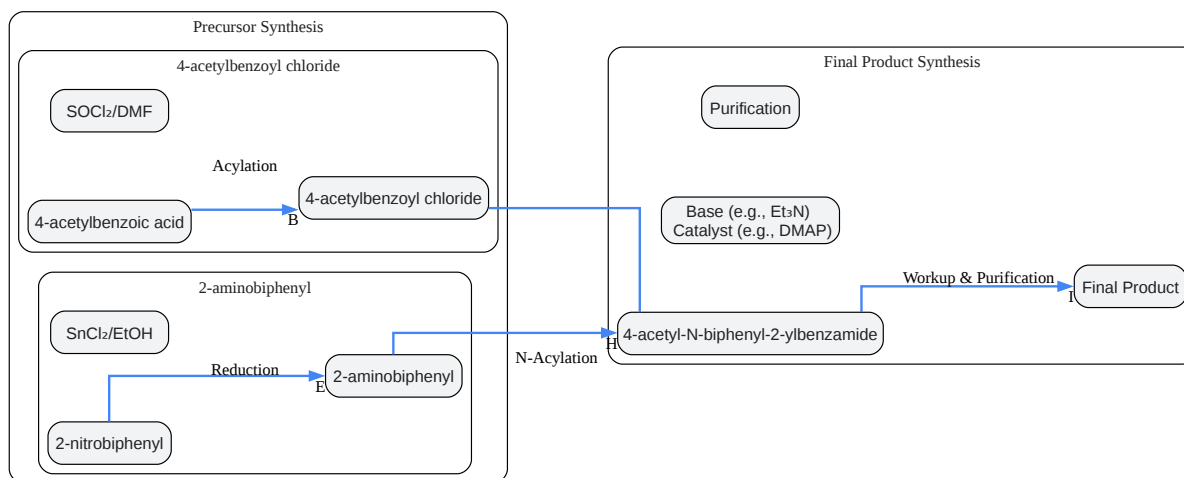 Precursor Synthesis
4-acetylbenzoyl chloride
SOCl₂/DMF
Acylation
4-acetylbenzoic acid
B
4-acetylbenzoyl chloride
2-aminobiphenyl
SnCl₂/EtOH
Reduction
E
2-aminobiphenyl
2-nitrobiphenyl
N-Acylation
H
Final Product Synthesis
Purification
Base (e.g., Et₃N)
Catalyst (e.g., DMAP)
4-acetyl-N-biphenyl-2-ylbenzamide
Workup & Purification
I
Final Product